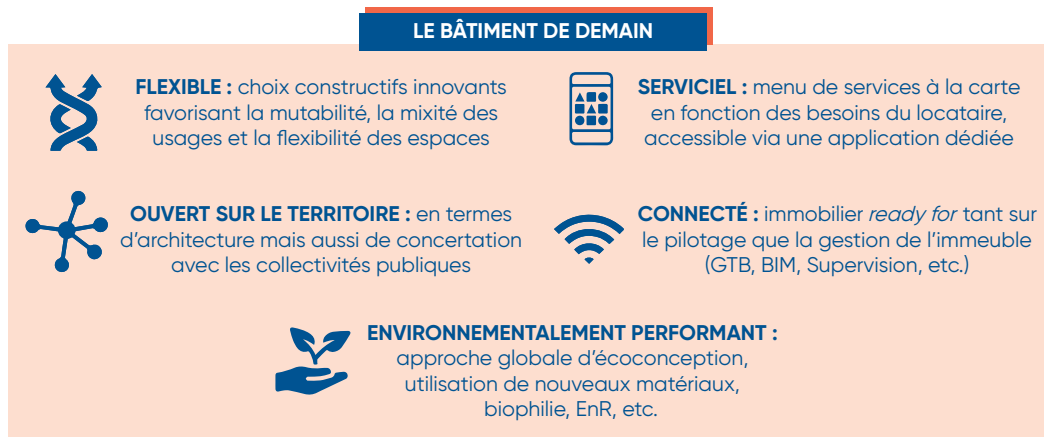 LE BÂTIMENT DE DEMAIN
FLEXIBLE : choix constructifs innovants
favorisant la mutabilité, la mixité des
usages et la flexibilité des espaces
SERVICIEL : menu de services à la carte
en fonction des besoins du locataire,
accessible via une application dédiée
OUVERT SUR LE TERRITOIRE : en termes
d'architecture mais aussi de concertation
avec les collectivités publiques
CONNECTÉ : immobilier ready for tant sur
le pilotage que la gestion de l'immeuble
(GTB, BIM, Supervision, etc.)
ENVIRONNEMENTALEMENT PERFORMANT :
approche globale d'écoconception,
utilisation de nouveaux matériaux,
biophilie, EnR, etc.